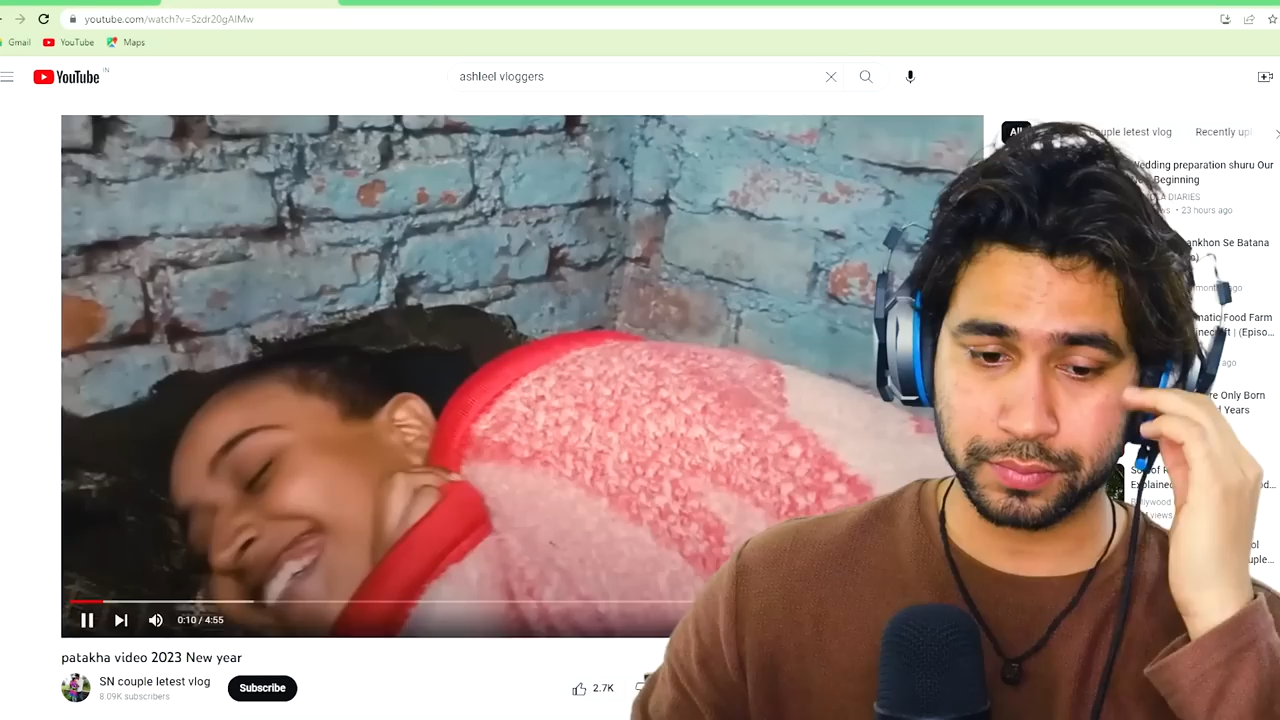 youtube.com/watch?v=Szdr20gAIMw
Gmail YouTube Maps
YouTube IN
ashleel vloggers
All
ouple letest vlog
Recently upl
Wedding preparation shuru Our
Beginning
DIARIES
23 hours ago
ankhon Se Batana
ago
matic Food Farm
(Episo...
ago
re Only Born
Years
Explained
views
0:10 / 4:55
patakha video 2023 New year
SN couple letest vlog
8.09K subscribers
Subscribe
2.7K